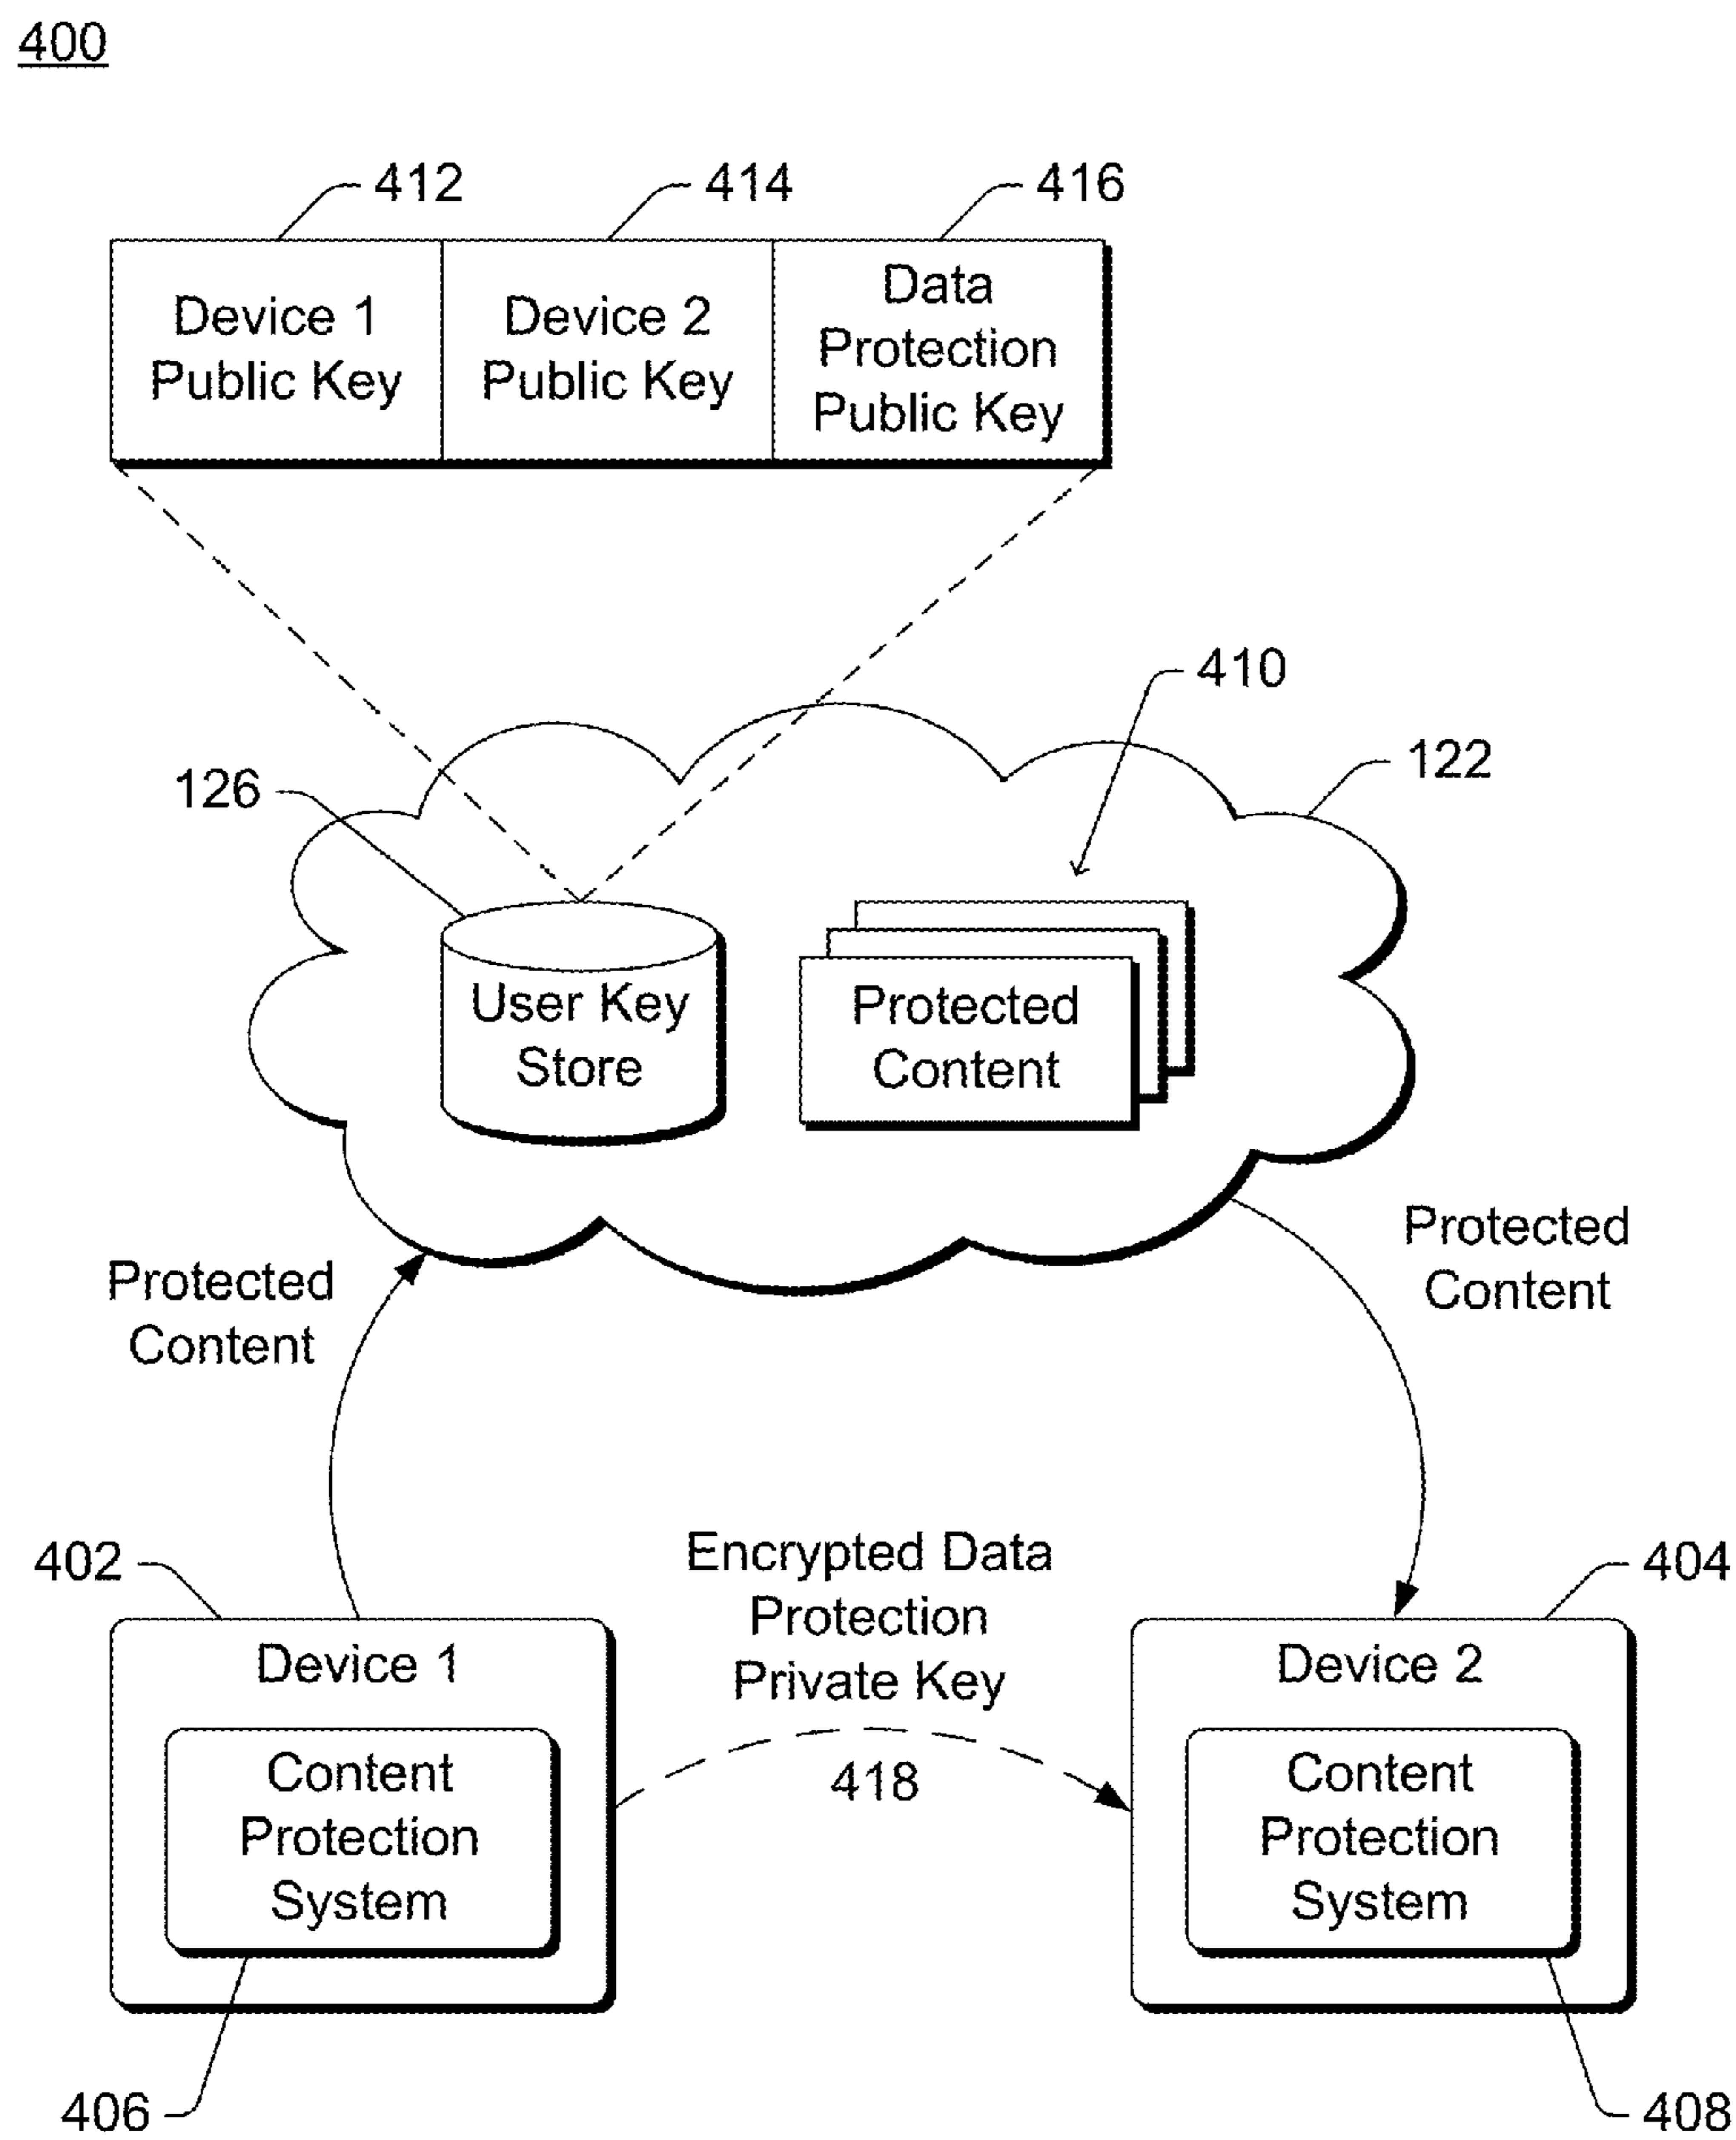 400
412
414
416
Device 1
Public Key
Device 2
Public Key
Data
Protection
Public Key
410
122
126
User Key
Store
Protected
Content
Protected
Content
Protected
Content
402
Encrypted Data
Protection
Private Key
418
404
Device 1
Content
Protection
System
Device 2
Content
Protection
System
406
408